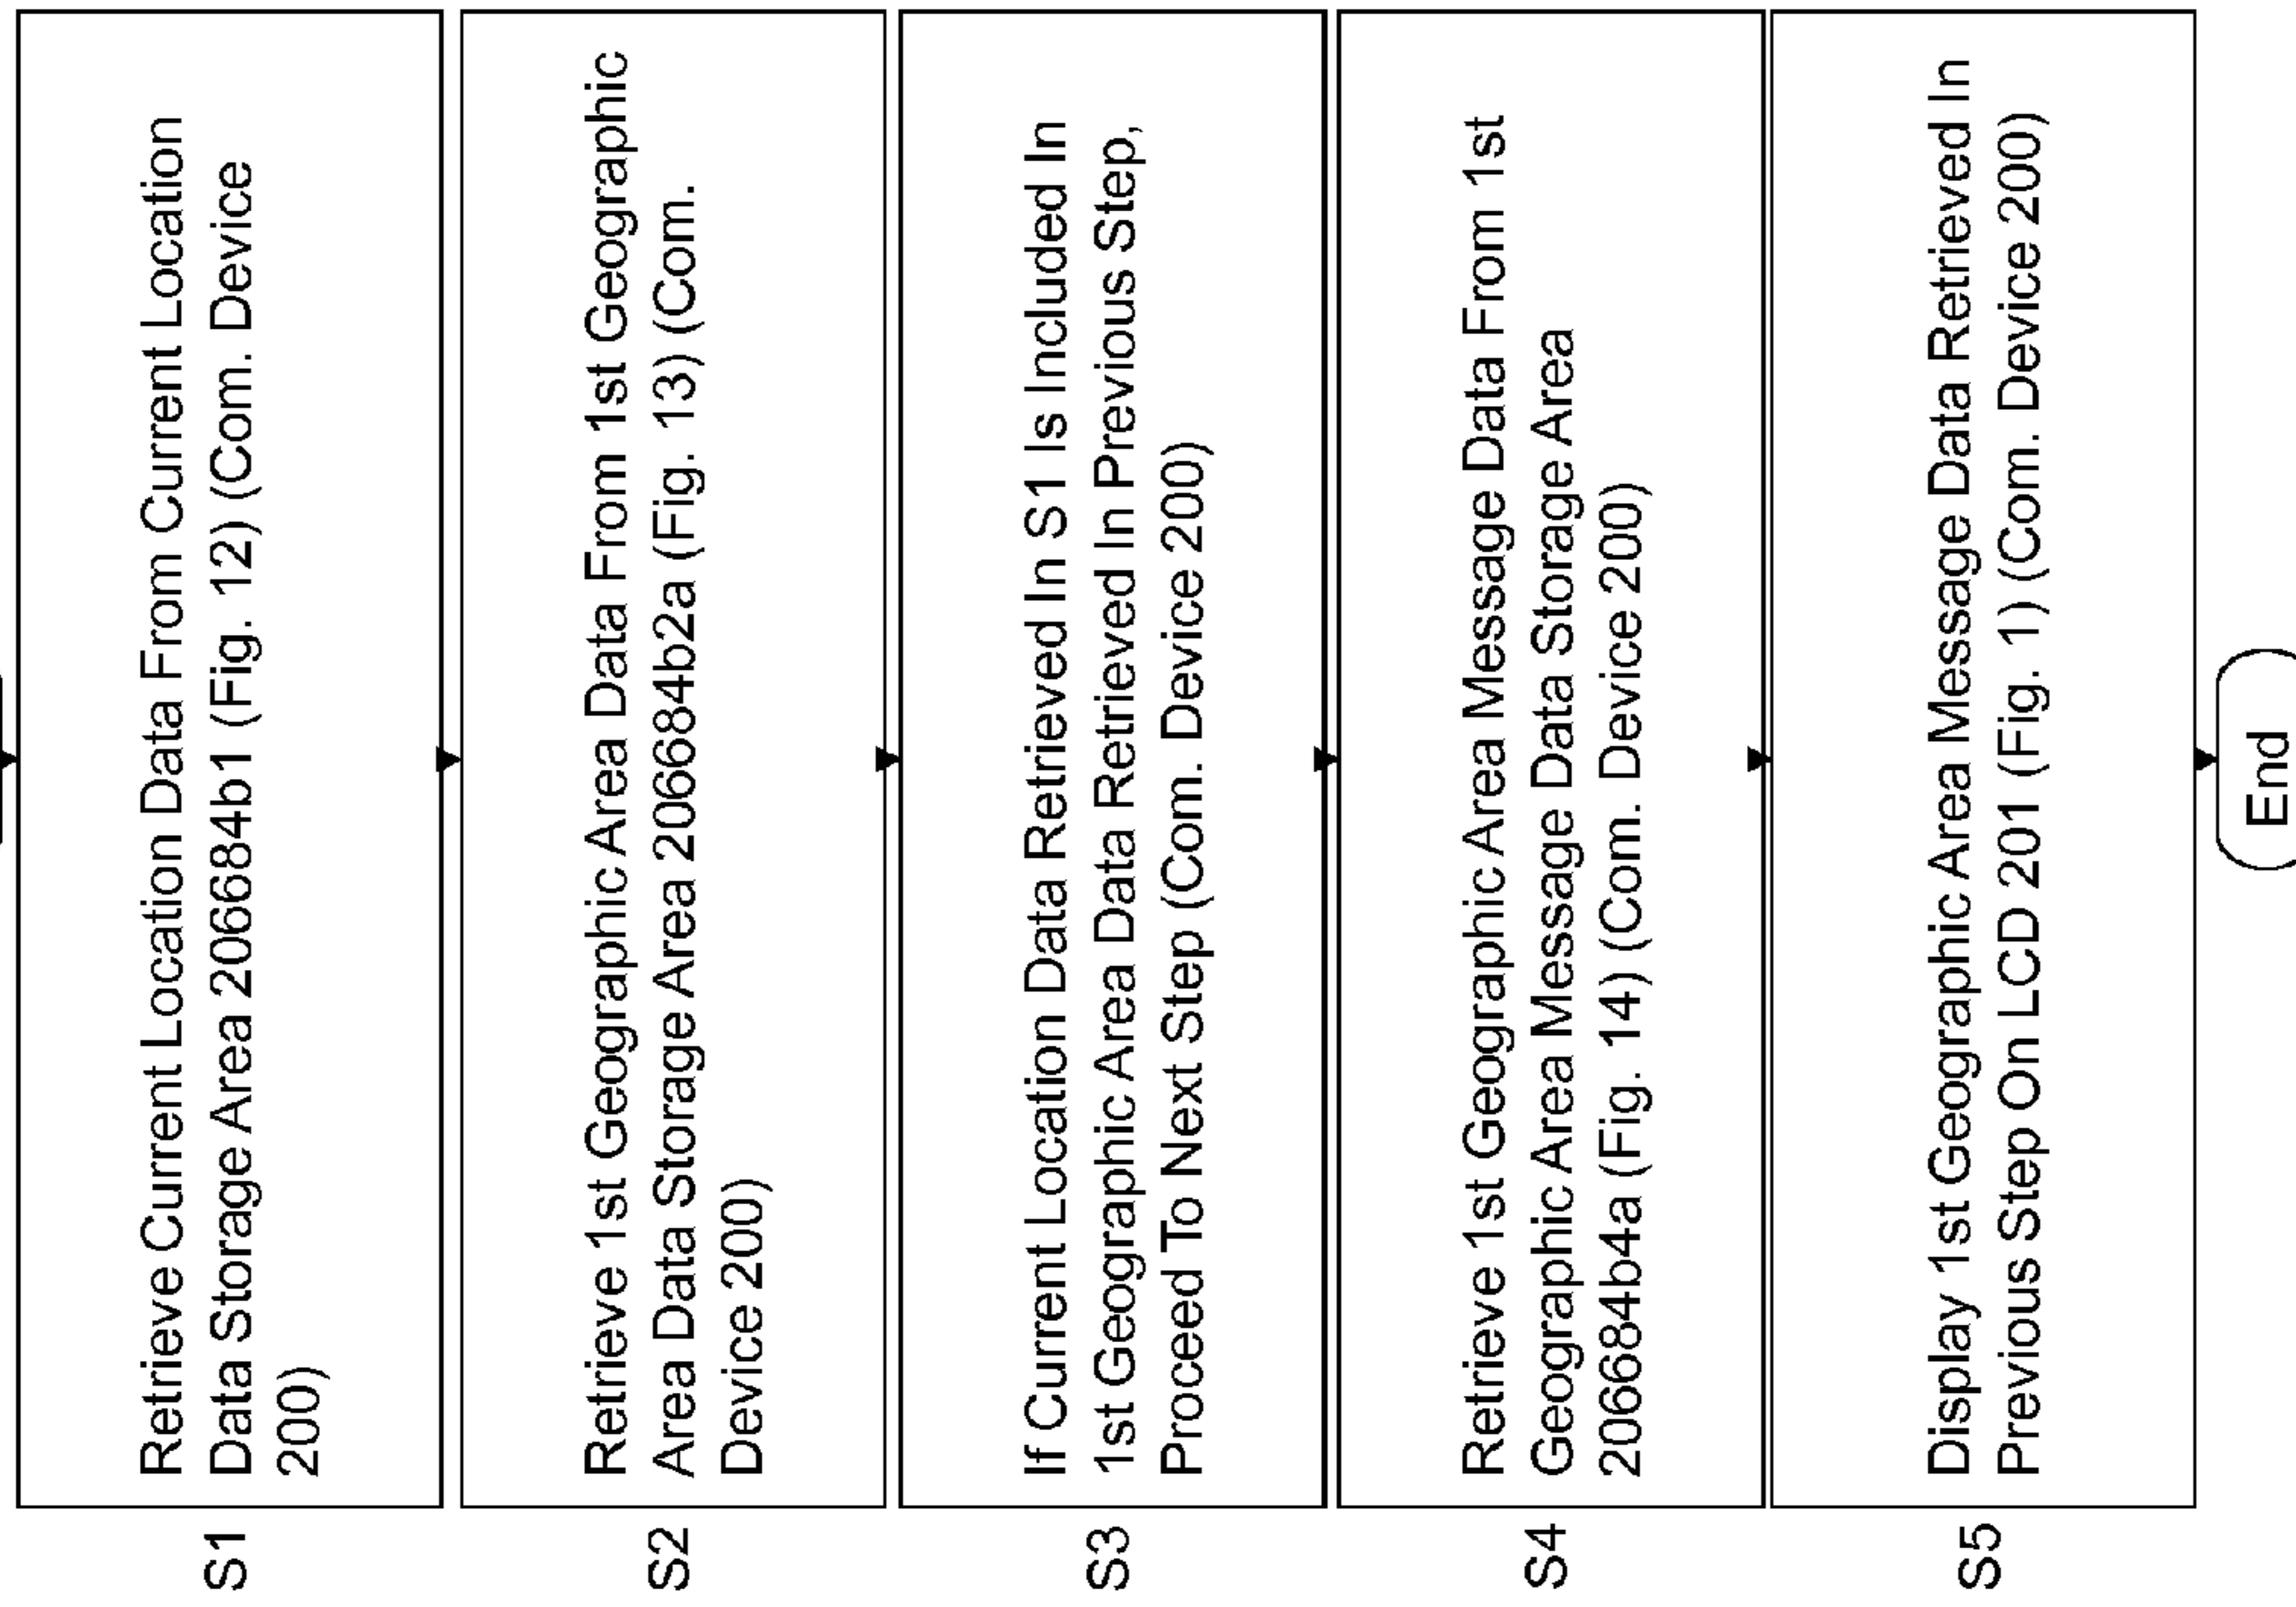 S1
Retrieve Current Location Data From Current Location
Data Storage Area 20668​4b1 (Fig. 12) (Com. Device
200)
S2
Retrieve 1st Geographic Area Data From 1st Geographic
Area Data Storage Area 206684b2a (Fig. 13) (Com.
Device 200)
S3
If Current Location Data Retrieved In S1 Is Included In
1st Geographic Area Data Retrieved In Previous Step,
Proceed To Next Step (Com. Device 200)
S4
Retrieve 1st Geographic Area Message Data From 1st
Geographic Area Message Data Storage Area
206684b4a (Fig. 14) (Com. Device 200)
S5
Display 1st Geographic Area Message Data Retrieved In
Previous Step On LCD 201 (Fig. 1) (Com. Device 200)
End